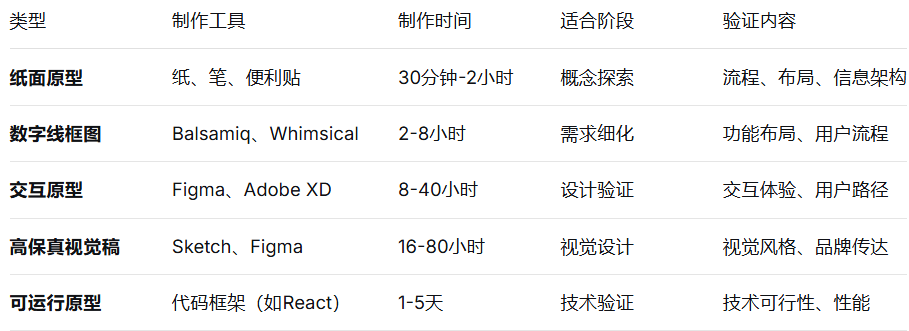 类型 制作工具 制作时间 适合阶段 验证内容
纸面原型 纸、笔、便利贴 30分钟-2小时 概念探索 流程、布局、信息架构
数字线框图 Balsamiq、Whimsical 2-8小时 需求细化 功能布局、用户流程
交互原型 Figma、Adobe XD 8-40小时 设计验证 交互体验、用户路径
高保真视觉稿 Sketch、Figma 16-80小时 视觉设计 视觉风格、品牌传达
可运行原型 代码框架（如React） 1-5天 技术验证 技术可行性、性能